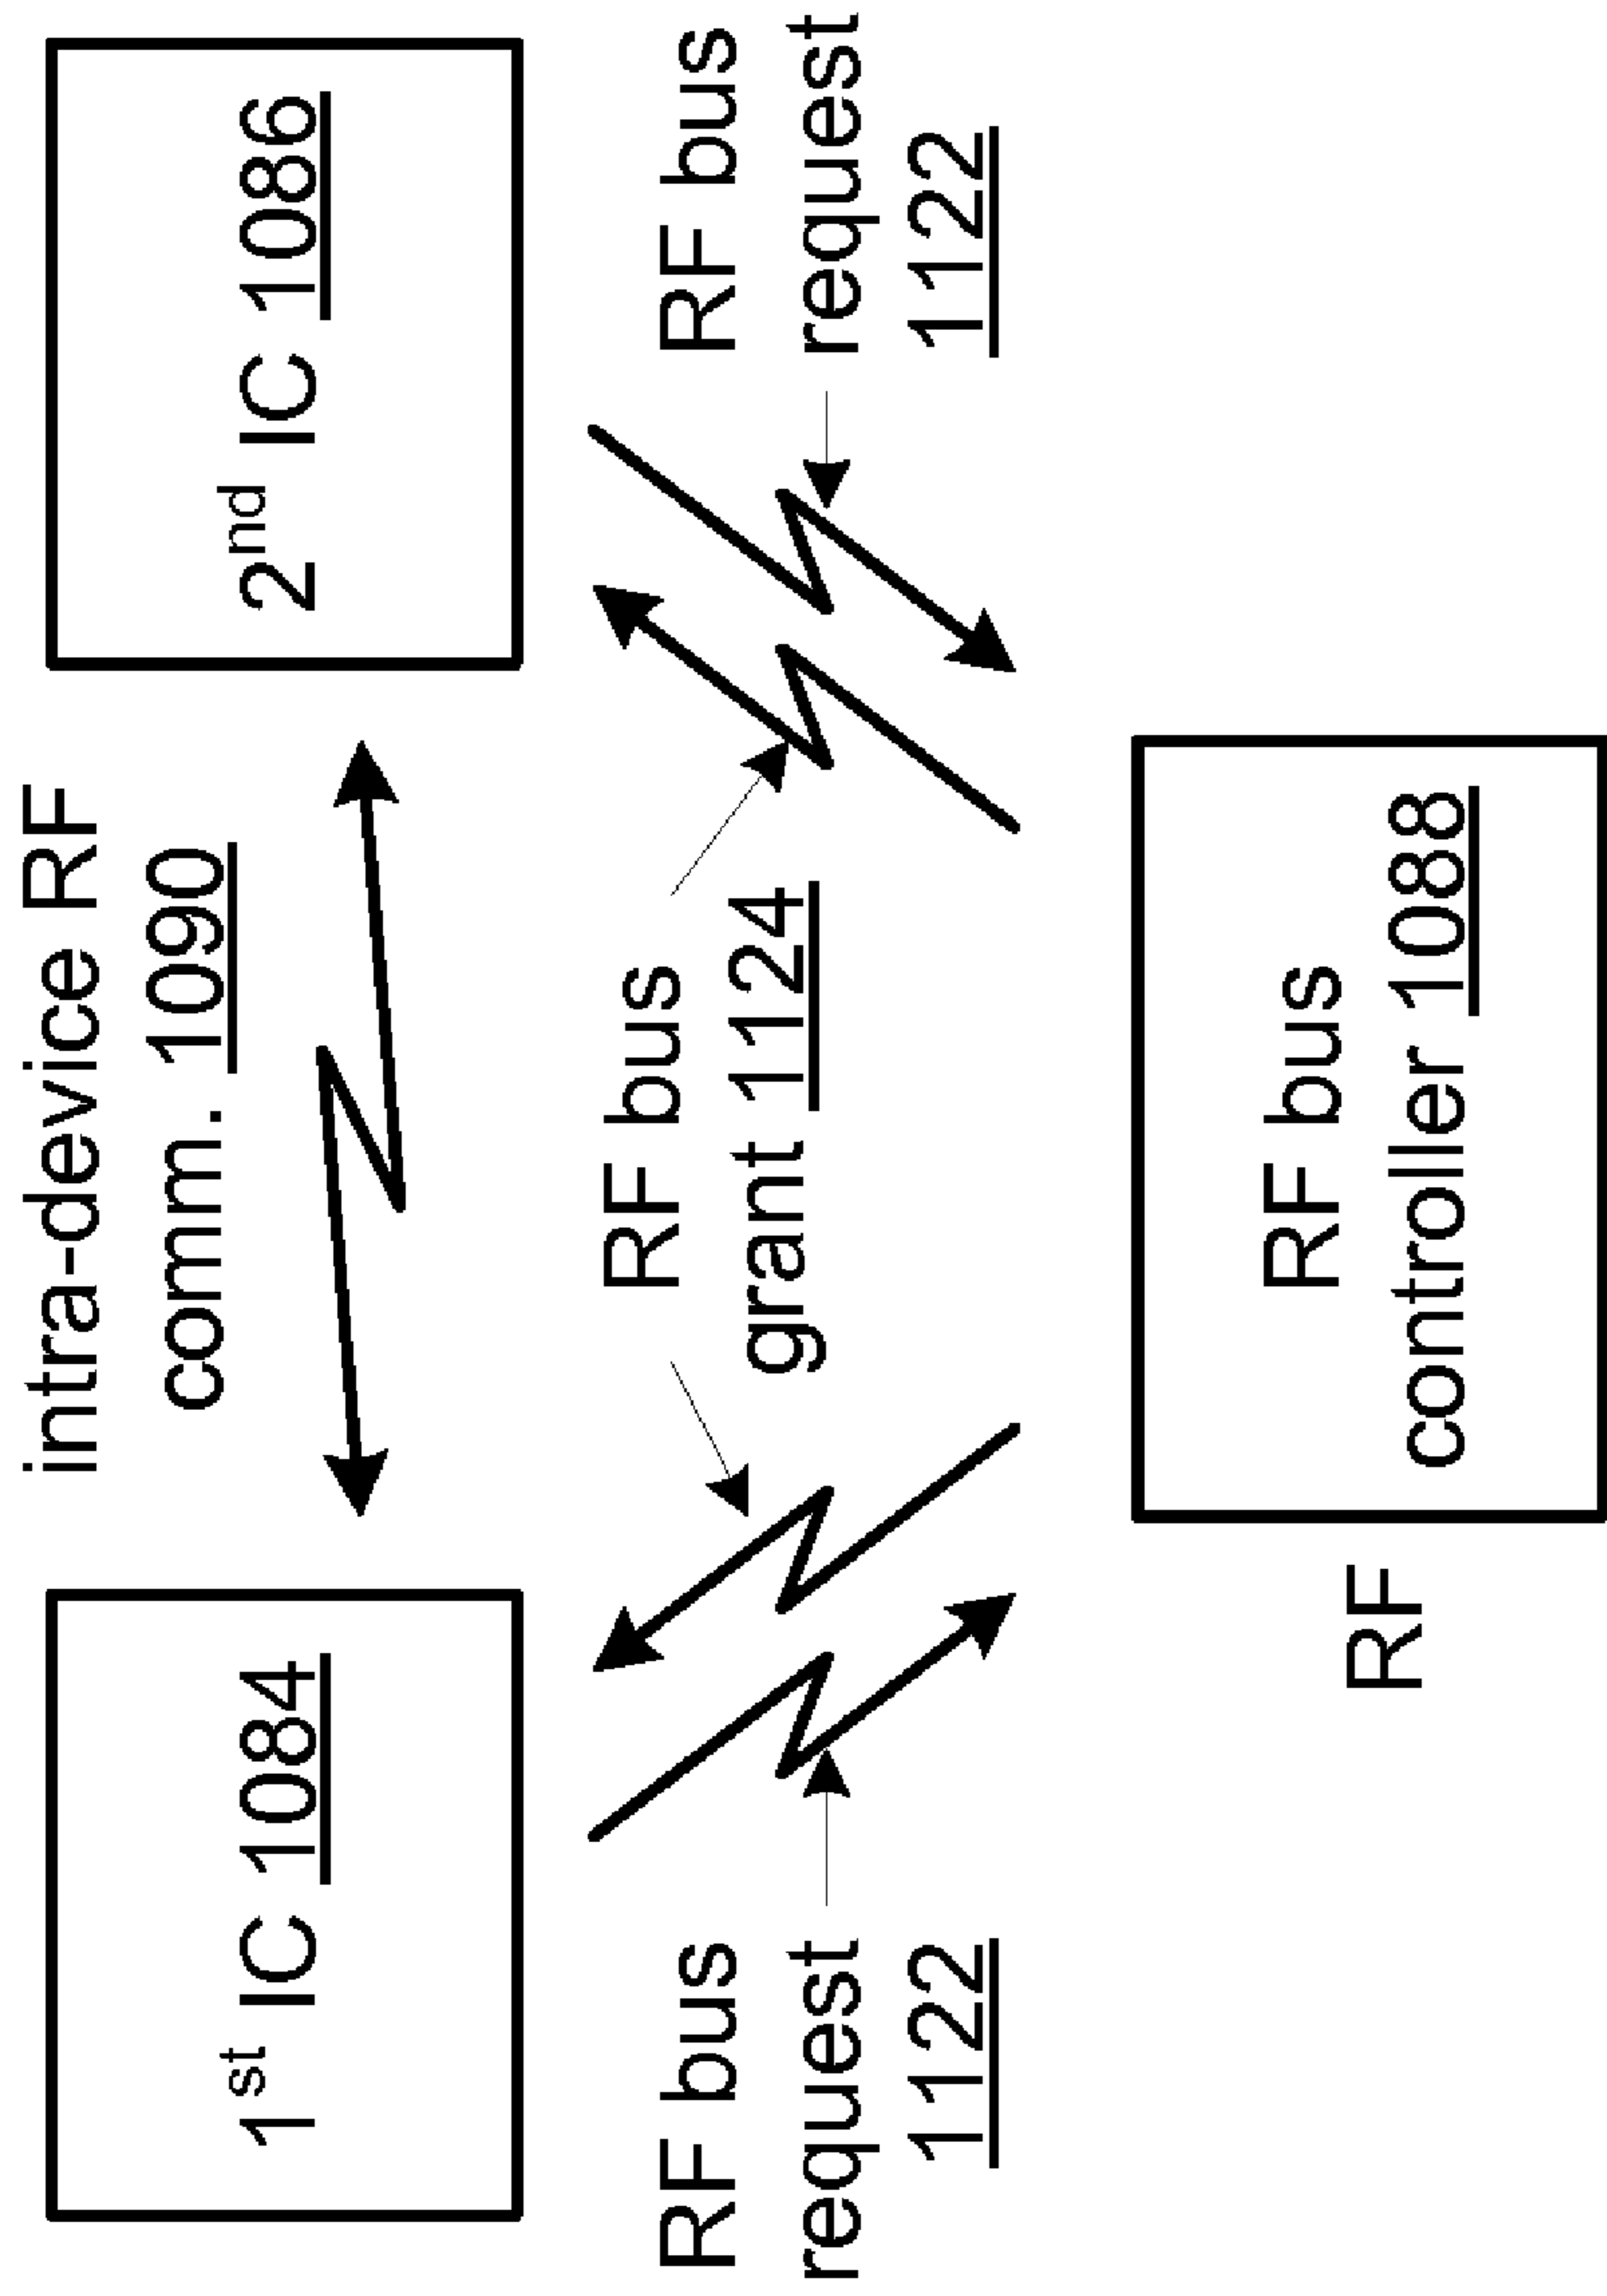 intra-device RF
comm. 1090
1st IC 1084
2nd IC 1086
RF bus
request
1122
RF bus
grant 1124
RF bus
request
1122
RF bus
controller 1088
RF